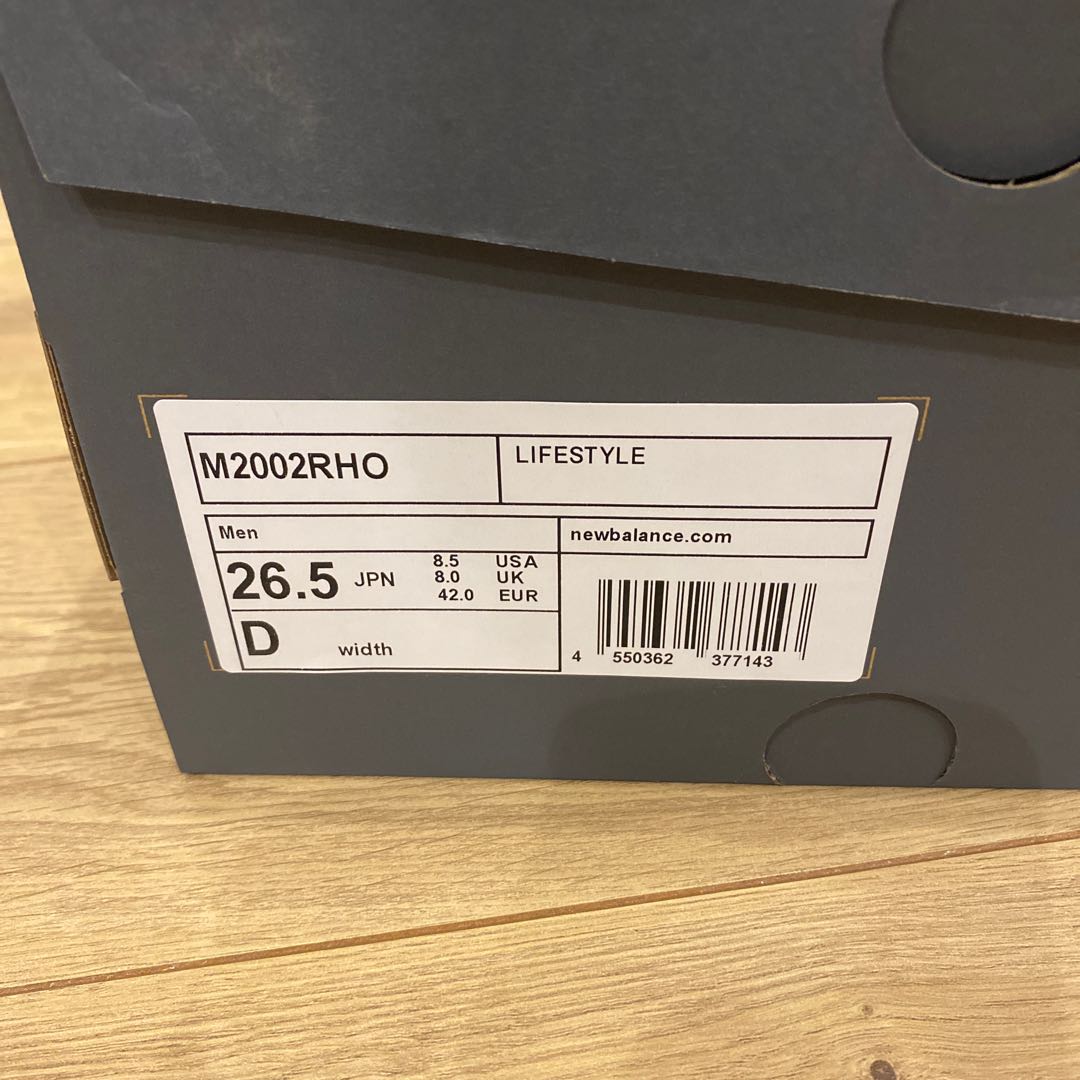 M2002RHO
LIFESTYLE
Men
newbalance.com
26.5 JPN
8.5 USA
8.0 UK
42.0 EUR
D width
4 550362 377143